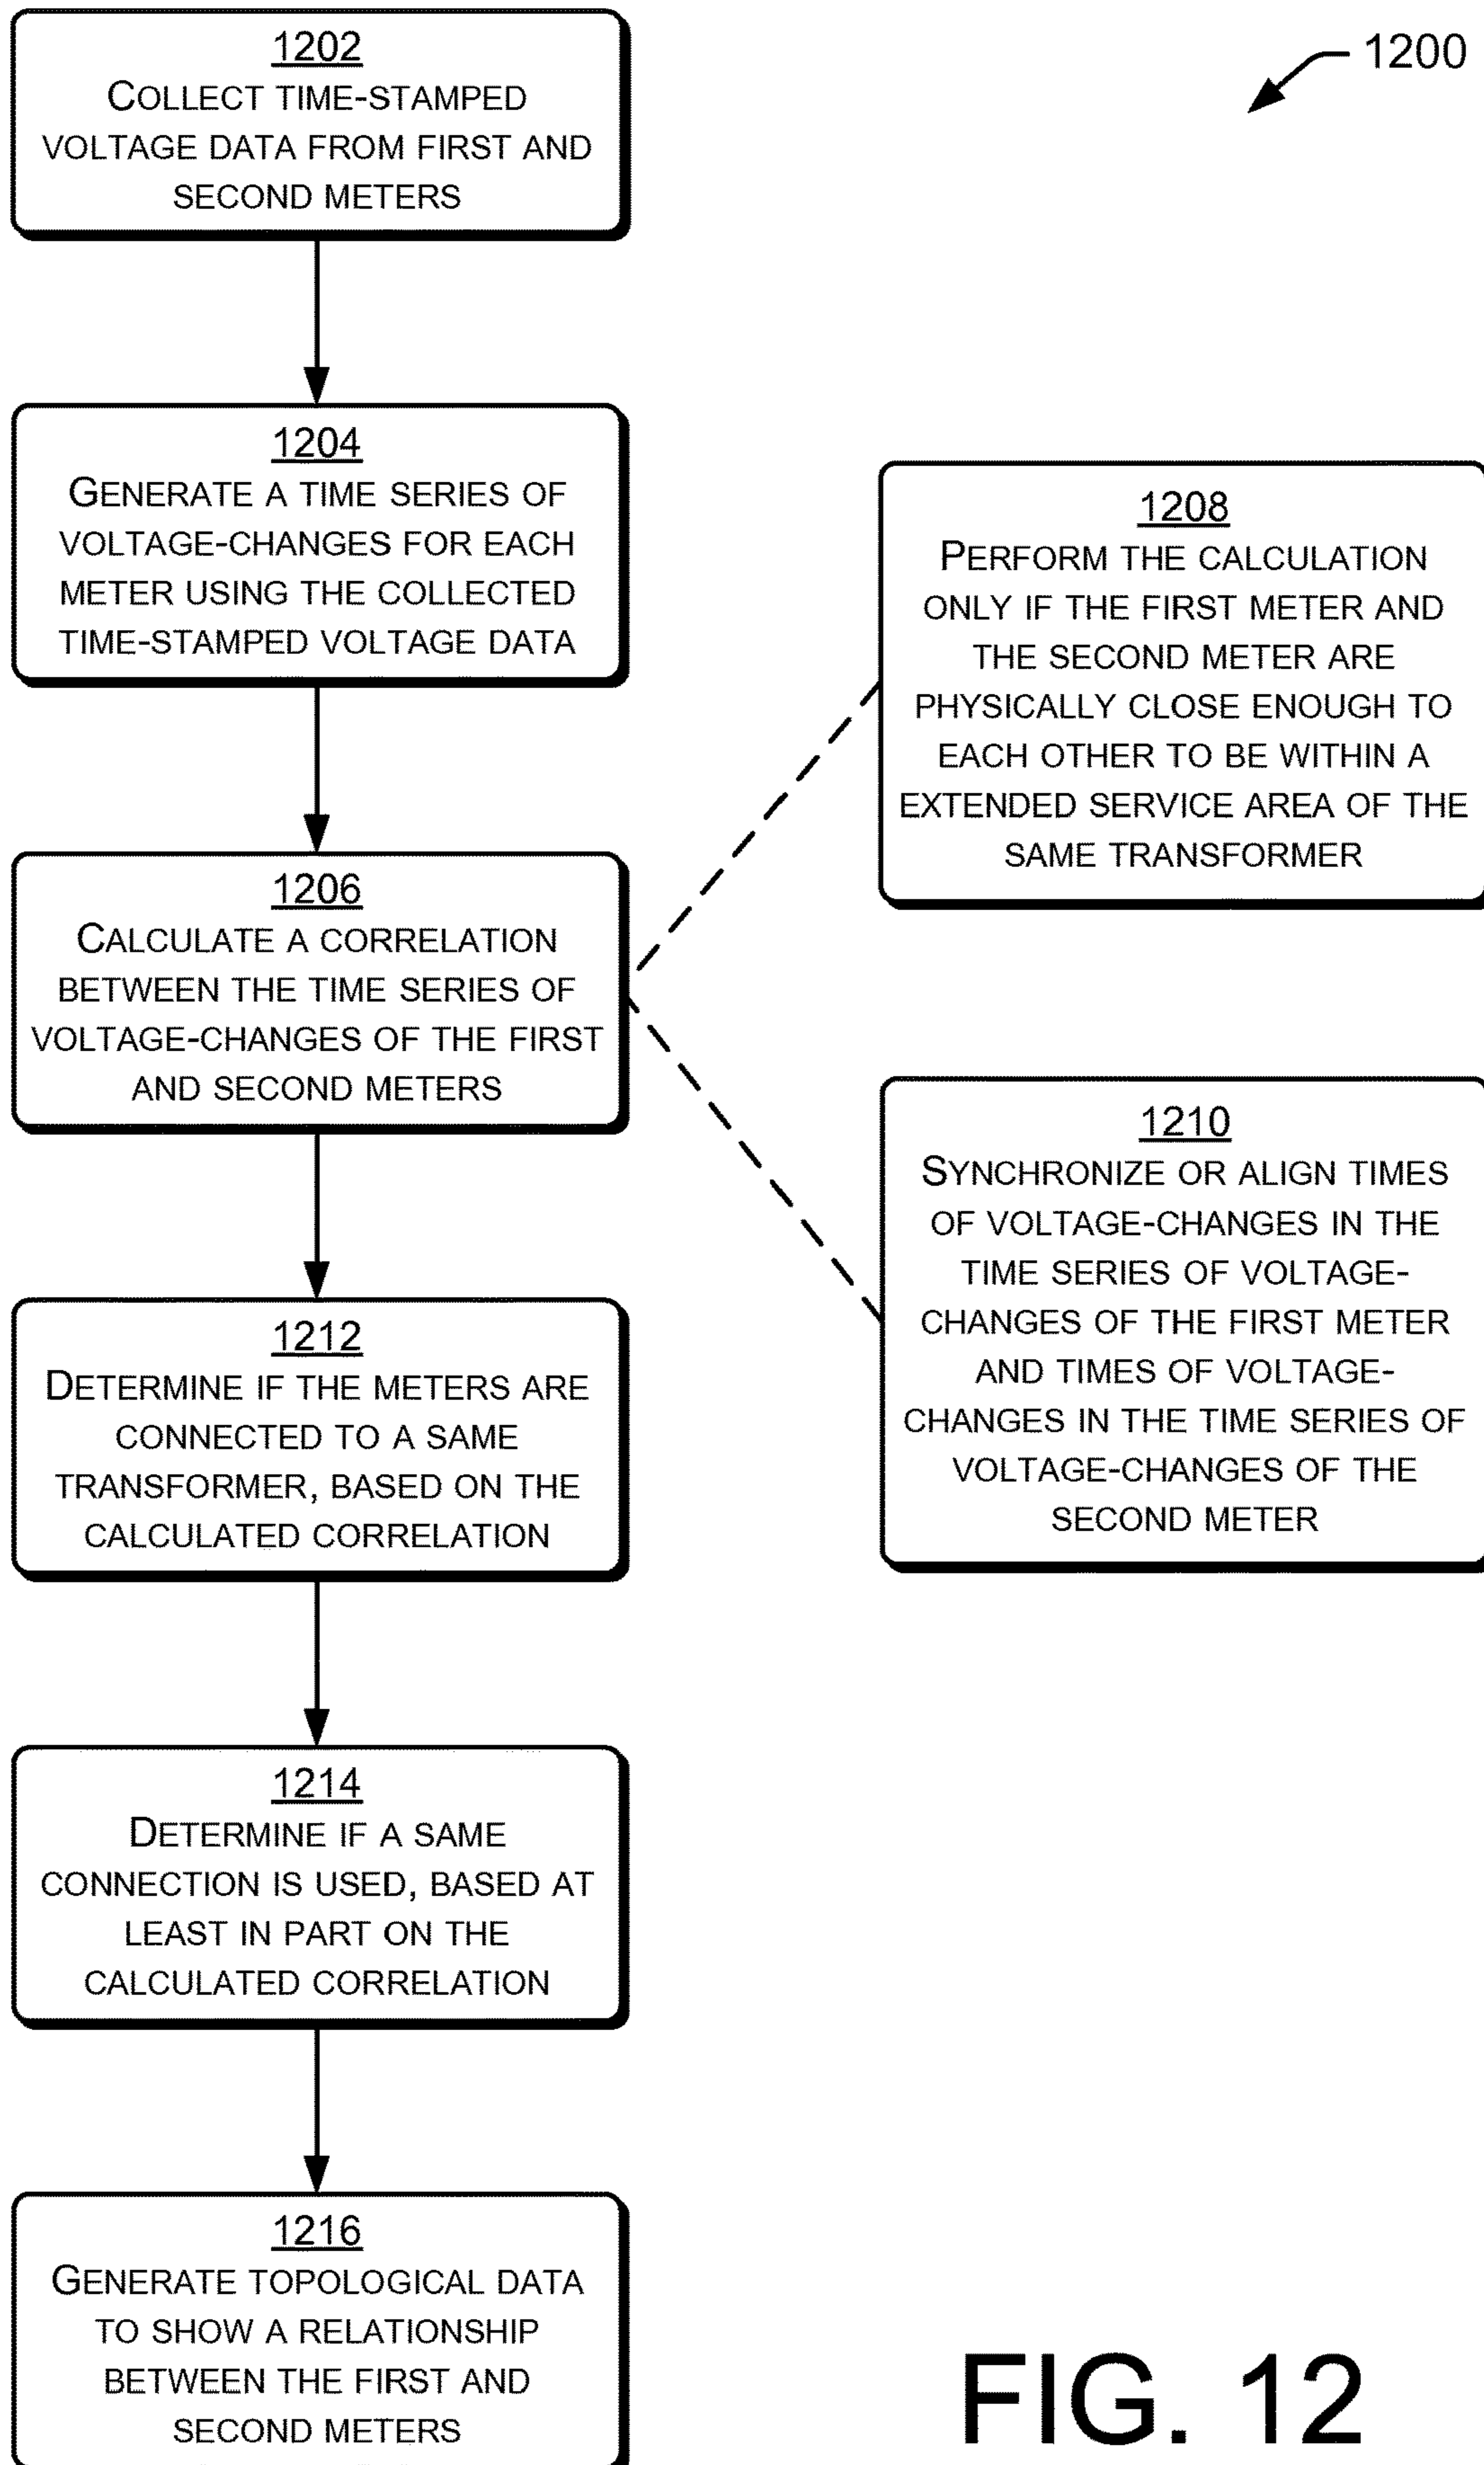 1200
1202
COLLECT TIME-STAMPED
VOLTAGE DATA FROM FIRST AND
SECOND METERS
1204
GENERATE A TIME SERIES OF
VOLTAGE-CHANGES FOR EACH
METER USING THE COLLECTED
TIME-STAMPED VOLTAGE DATA
1206
CALCULATE A CORRELATION
BETWEEN THE TIME SERIES OF
VOLTAGE-CHANGES OF THE FIRST
AND SECOND METERS
1208
PERFORM THE CALCULATION
ONLY IF THE FIRST METER AND
THE SECOND METER ARE
PHYSICALLY CLOSE ENOUGH TO
EACH OTHER TO BE WITHIN A
EXTENDED SERVICE AREA OF THE
SAME TRANSFORMER
1210
SYNCHRONIZE OR ALIGN TIMES
OF VOLTAGE-CHANGES IN THE
TIME SERIES OF VOLTAGE-
CHANGES OF THE FIRST METER
AND TIMES OF VOLTAGE-
CHANGES IN THE TIME SERIES OF
VOLTAGE-CHANGES OF THE
SECOND METER
1212
DETERMINE IF THE METERS ARE
CONNECTED TO A SAME
TRANSFORMER, BASED ON THE
CALCULATED CORRELATION
1214
DETERMINE IF A SAME
CONNECTION IS USED, BASED AT
LEAST IN PART ON THE
CALCULATED CORRELATION
1216
GENERATE TOPOLOGICAL DATA
TO SHOW A RELATIONSHIP
BETWEEN THE FIRST AND
SECOND METERS
FIG. 12